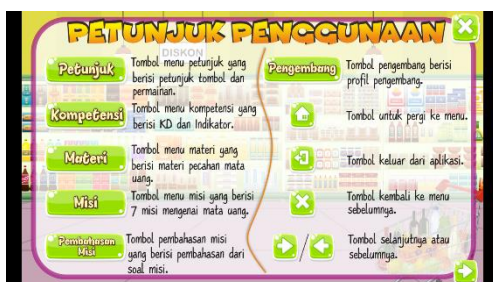 PETUNJUK PENGGUNAAN
DISKON
Petunjuk
Tombol menu petunjuk yang
berisi petunjuk tombol dan
permainan.
Kompetensi
Tombol menu kompetensi yang
berisi KD dan Indikator.
Materi
Tombol menu materi yang
berisi materi pecahan mata
uang.
Misi
Tombol menu misi yang berisi
7 misi mengenai mata uang.
Pembahasan
Misi
Tombol pembahasan misi
yang berisi pembahasan dari
soal misi.
Pengembang
Tombol pengembang berisi
profil pengembang.
Tombol untuk pergi ke menu.
Tombol keluar dari aplikasi.
Tombol kembali ke menu
sebelumnya.
/
Tombol selanjutnya atau
sebelumnya.